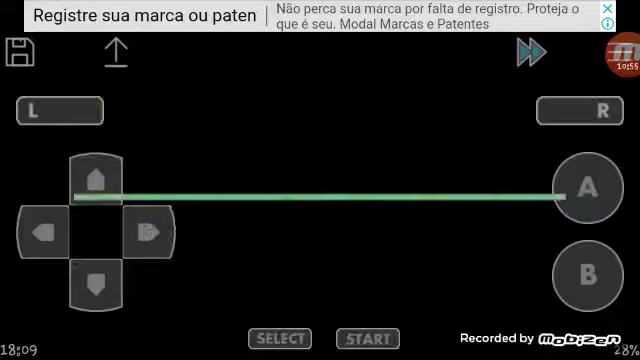 Registre sua marca ou paten
Não perca sua marca por falta de registro. Proteja o
que é seu. Modal Marcas e Patentes
10:55
L
R
A
B
SELECT
START
Recorded by MOBIZEN
18:09
28%